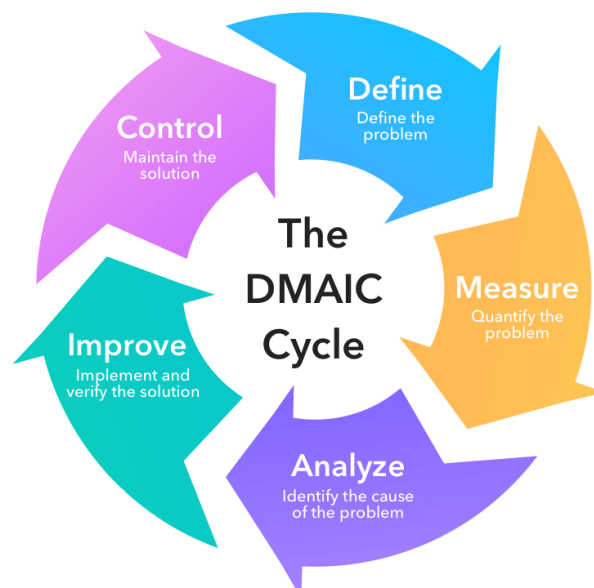 The
DMAIC
Cycle
Define
Define the
problem
Measure
Quantify the
problem
Analyze
Identify the cause
of the problem
Improve
Implement and
verify the solution
Control
Maintain the
solution